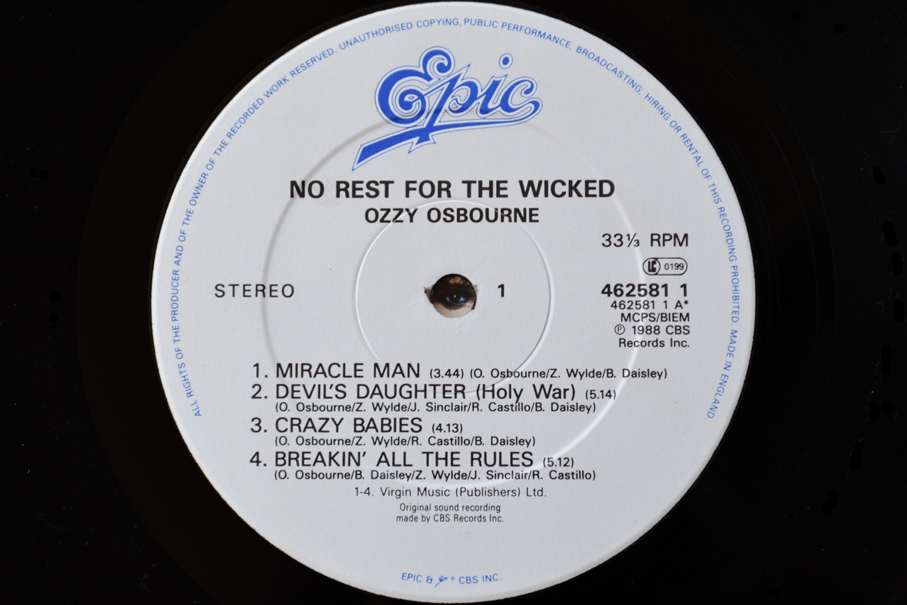 ALL RIGHTS OF THE PRODUCER AND OF THE OWNER OF THE RECORDED WORK RESERVED. UNAUTHORISED COPYING, PUBLIC PERFORMANCE, BROADCASTING, HIRING OR RENTAL OF THIS RECORDING PROHIBITED. MADE IN ENGLAND.
Epic
NO REST FOR THE WICKED
OZZY OSBOURNE
33⅓ RPM
LC 0199
STEREO
1
462581 1
462581 1 A*
MCPS/BIEM
℗ 1988 CBS
Records Inc.
1. MIRACLE MAN (3.44) (O. Osbourne/Z. Wylde/B. Daisley)
2. DEVIL'S DAUGHTER (Holy War) (5.14)
(O. Osbourne/Z. Wylde/J. Sinclair/R. Castillo/B. Daisley)
3. CRAZY BABIES (4.13)
(O. Osbourne/Z. Wylde/R. Castillo/B. Daisley)
4. BREAKIN' ALL THE RULES (5.12)
(O. Osbourne/B. Daisley/Z. Wylde/J. Sinclair/R. Castillo)
1-4. Virgin Music (Publishers) Ltd.
Original sound recording
made by CBS Records Inc.
EPIC & * CBS INC.